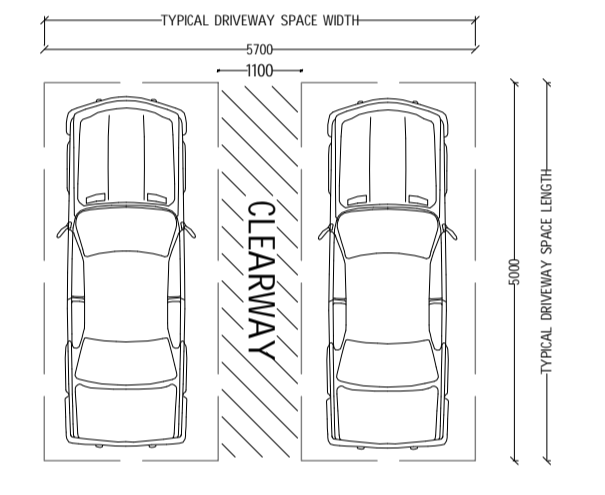 TYPICAL DRIVEWAY SPACE WIDTH
5700
1100
CLEARWAY
5000
TYPICAL DRIVEWAY SPACE LENGTH